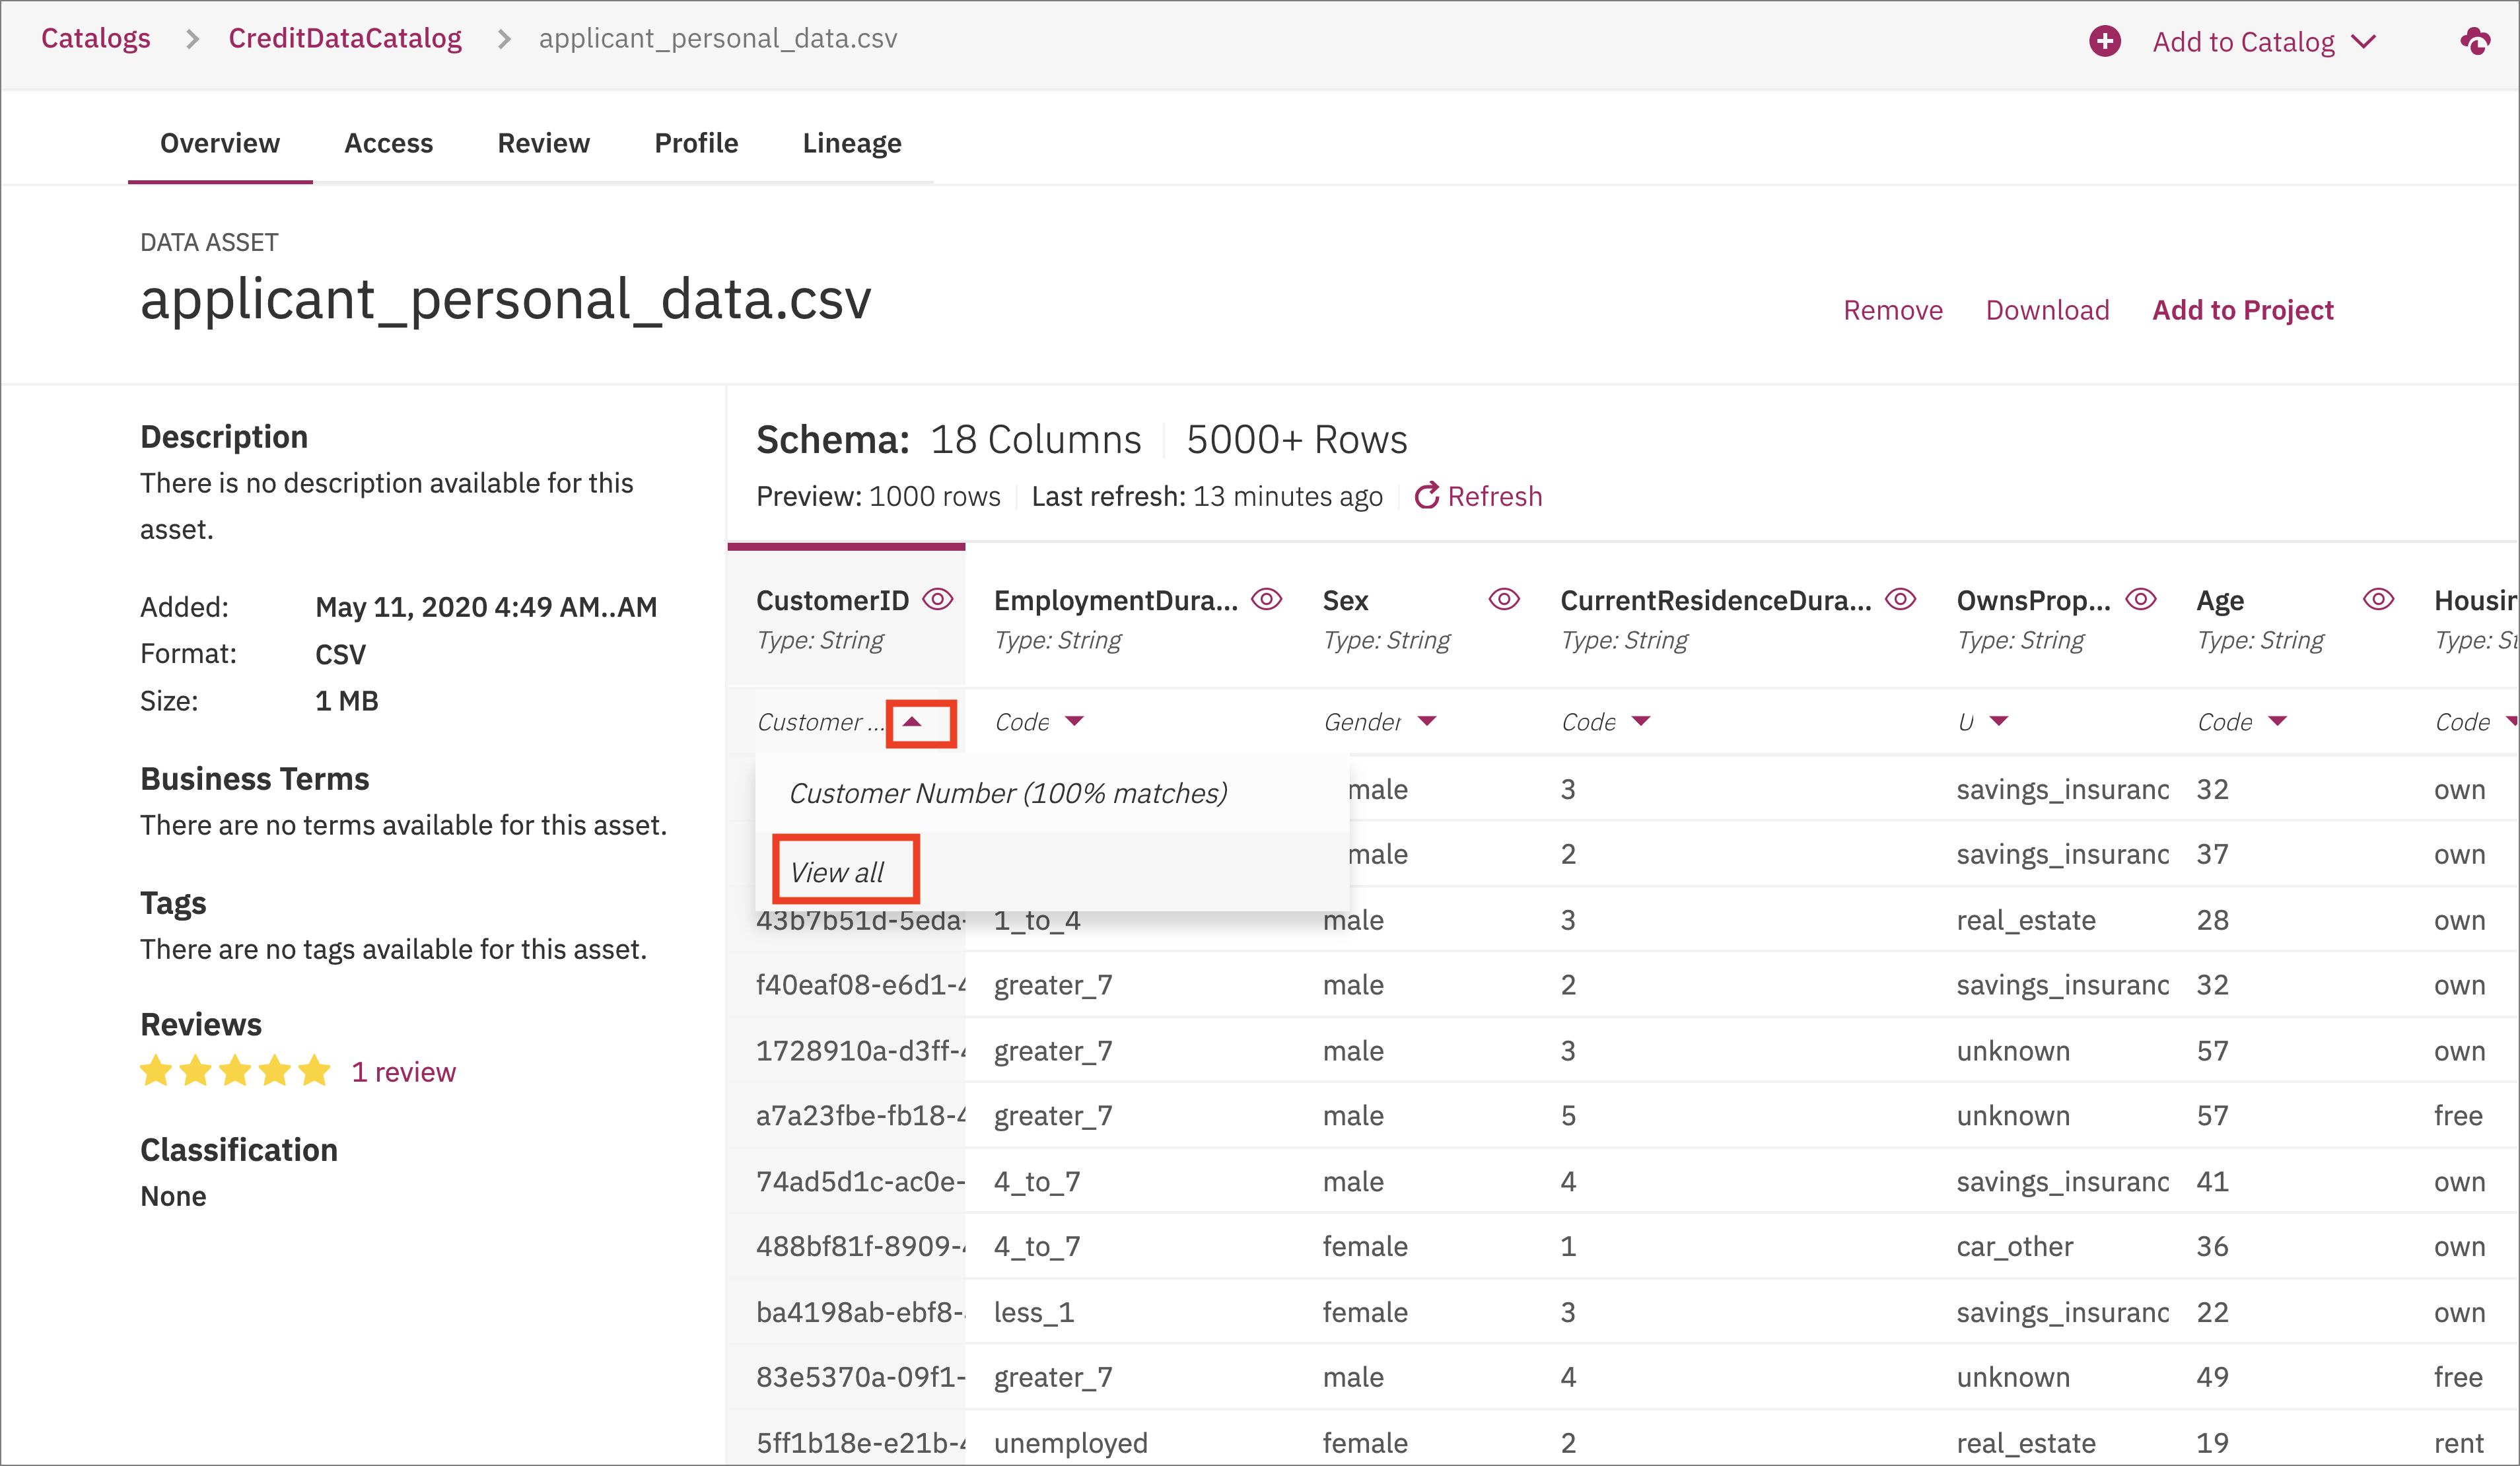 Catalogs > CreditDataCatalog > applicant_personal_data.csv Add to Catalog
Overview Access Review Profile Lineage
DATA ASSET
applicant_personal_data.csv
Remove Download Add to Project
Description
There is no description available for this
asset.
Added: May 11, 2020 4:49 AM..AM
Format: CSV
Size: 1 MB
Business Terms
There are no terms available for this asset.
Tags
There are no tags available for this asset.
Reviews
1 review
Classification
None
Schema: 18 Columns 5000+ Rows
Preview: 1000 rows Last refresh: 13 minutes ago Refresh
CustomerID EmploymentDura... Sex CurrentResidenceDura... OwnsProp... Age Housin
Type: String Type: String Type: String Type: String Type: String Type: String Type: St
Customer ... Code Gender Code U Code Code
Customer Number (100% matches)
View all
male 3 savings_insuranc 32 own
male 2 savings_insuranc 37 own
43b7b51d-5eda- 1_to_4 male 3 real_estate 28 own
f40eaf08-e6d1-4 greater_7 male 2 savings_insuranc 32 own
1728910a-d3ff-4 greater_7 male 3 unknown 57 own
a7a23fbe-fb18-4 greater_7 male 5 unknown 57 free
74ad5d1c-ac0e- 4_to_7 male 4 savings_insuranc 41 own
488bf81f-8909-4 4_to_7 female 1 car_other 36 own
ba4198ab-ebf8- less_1 female 3 savings_insuranc 22 own
83e5370a-09f1- greater_7 male 4 unknown 49 free
5ff1b18e-e21b-4 unemployed female 2 real_estate 19 rent